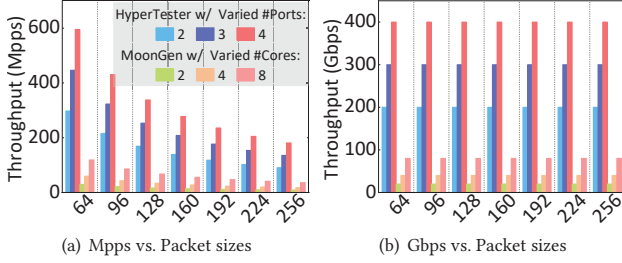 HyperTester w/ Varied #Ports:
2 3 4
MoonGen w/ Varied #Cores:
2 4 8
Throughput (Mpps)
600
400
200
0
64 96 128 160 192 224 256
(a) Mpps vs. Packet sizes
Throughput (Gbps)
400
300
200
100
0
64 96 128 160 192 224 256
(b) Gbps vs. Packet sizes